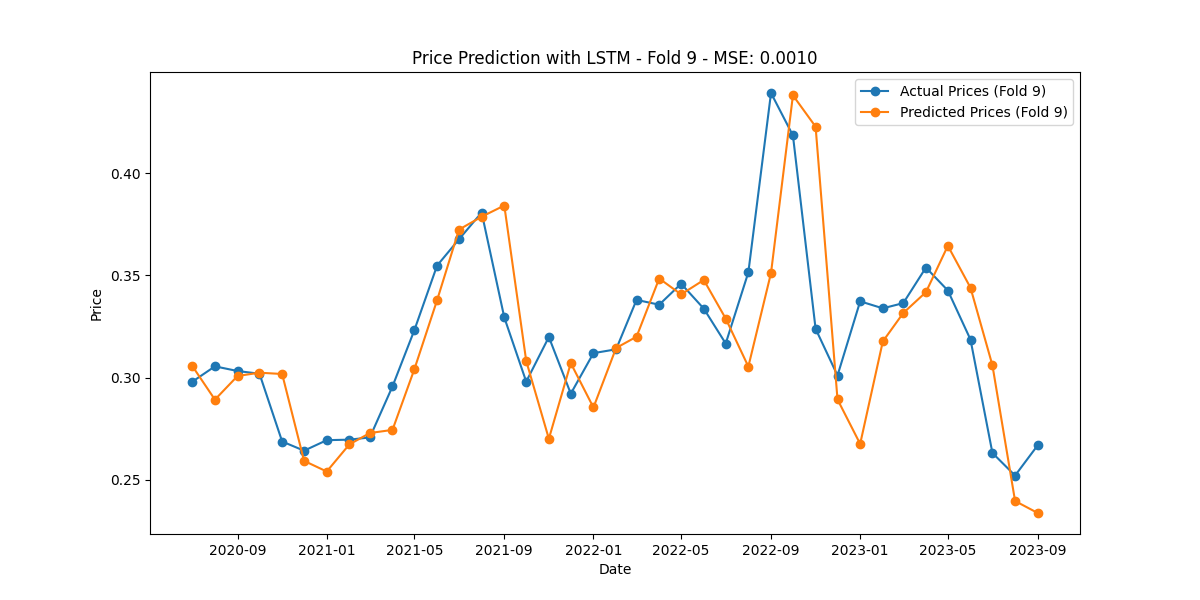 Price Prediction with LSTM - Fold 9 - MSE: 0.0010
Actual Prices (Fold 9)
Predicted Prices (Fold 9)
0.40
0.35
0.30
0.25
Price
2020-09 2021-01 2021-05 2021-09 2022-01 2022-05 2022-09 2023-01 2023-05 2023-09
Date